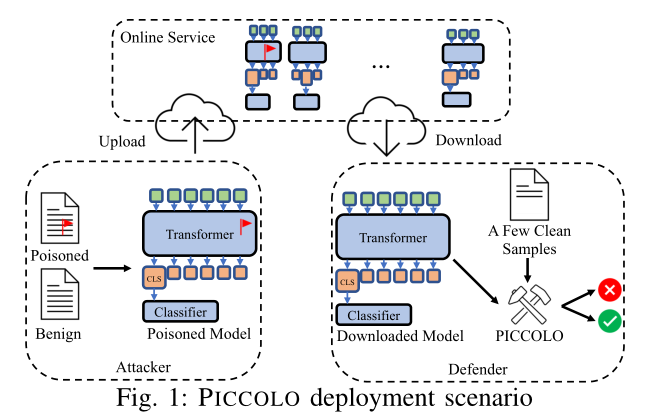 Online Service
...
Upload
Download
Poisoned
Benign
Transformer
CLS
Classifier
Poisoned Model
Attacker
Transformer
CLS
Classifier
Downloaded Model
A Few Clean
Samples
PICCOLO
Defender
Fig. 1: PICCOLO deployment scenario